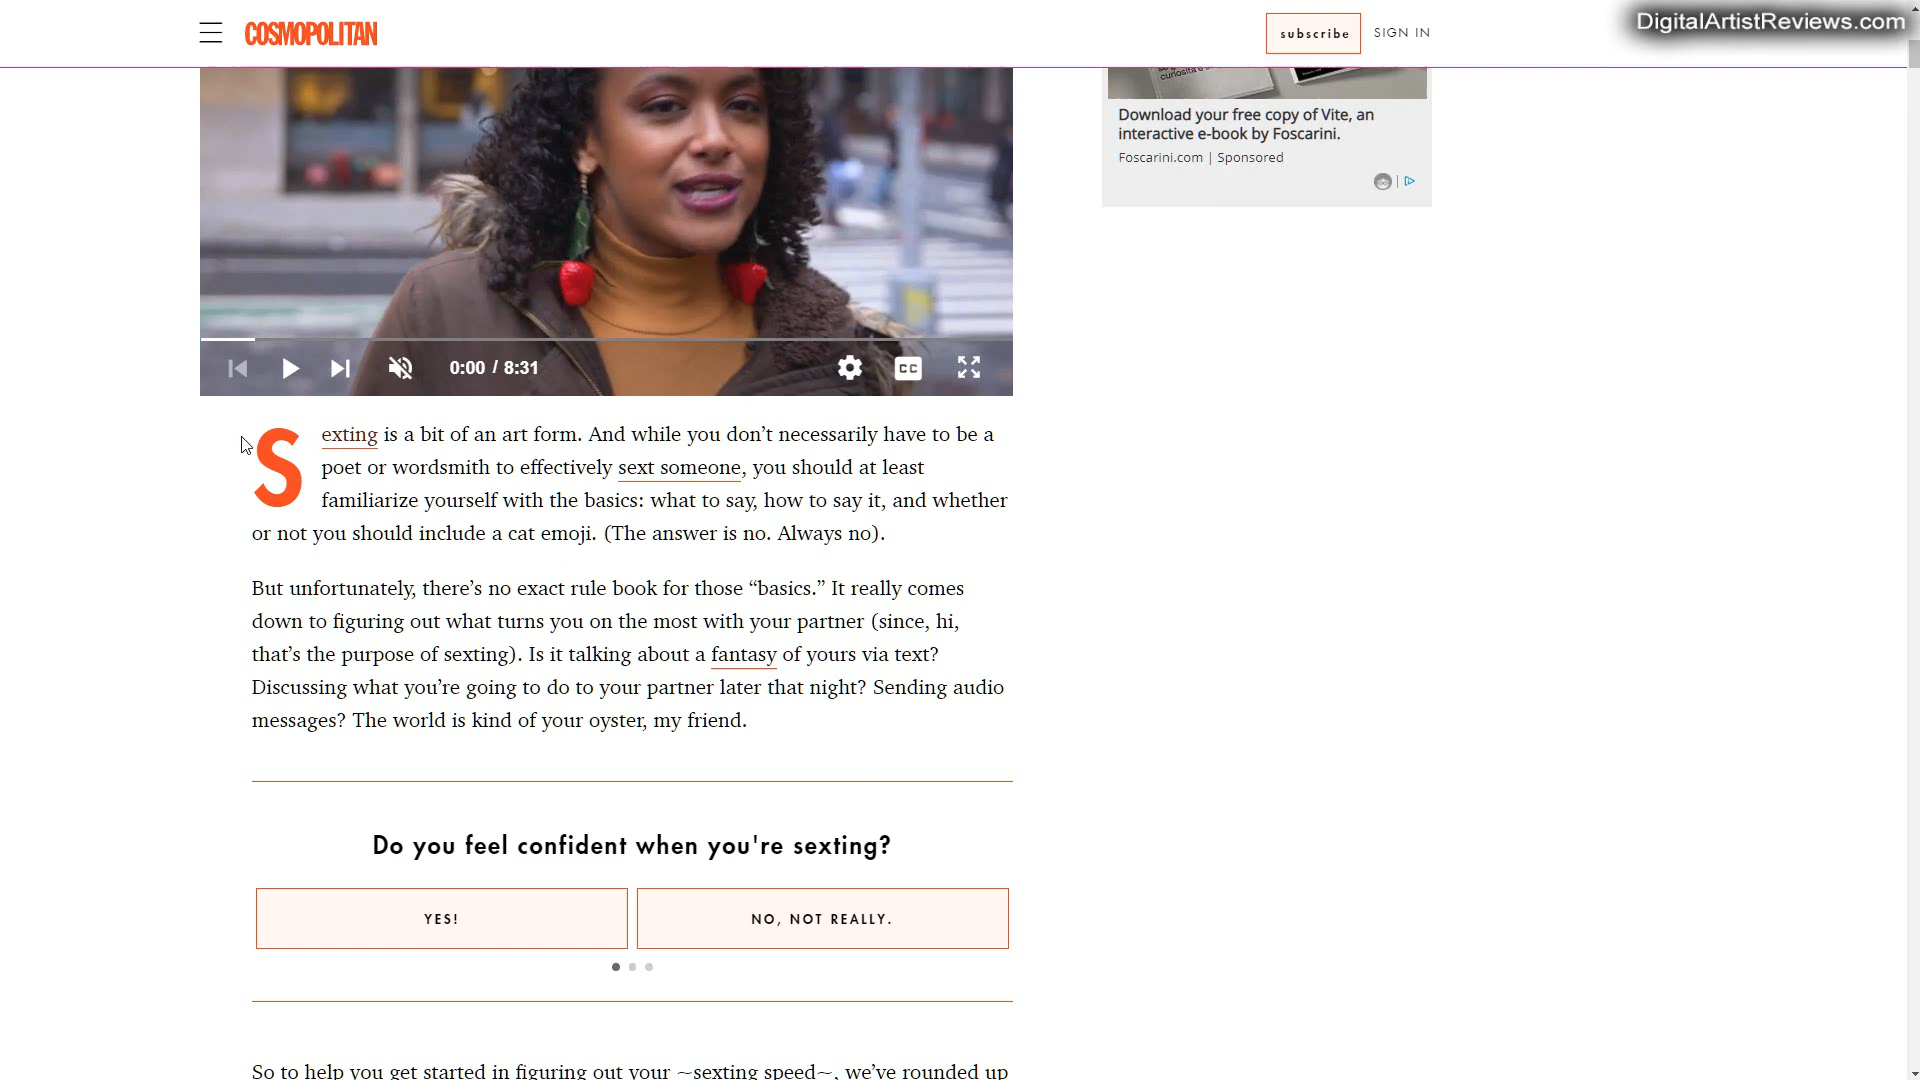 COSMOPOLITAN
subscribe
SIGN IN
DigitalArtistReviews.com
Download your free copy of Vite, an
interactive e-book by Foscarini.
Foscarini.com | Sponsored
0:00 / 8:31
CC
Sexting is a bit of an art form. And while you don’t necessarily have to be a
poet or wordsmith to effectively sext someone, you should at least
familiarize yourself with the basics: what to say, how to say it, and whether
or not you should include a cat emoji. (The answer is no. Always no).
But unfortunately, there’s no exact rule book for those “basics.” It really comes
down to figuring out what turns you on the most with your partner (since, hi,
that’s the purpose of sexting). Is it talking about a fantasy of yours via text?
Discussing what you’re going to do to your partner later that night? Sending audio
messages? The world is kind of your oyster, my friend.
Do you feel confident when you're sexting?
YES!
NO, NOT REALLY.
So to help you get started in figuring out your ~sexting speed~, we’ve rounded up